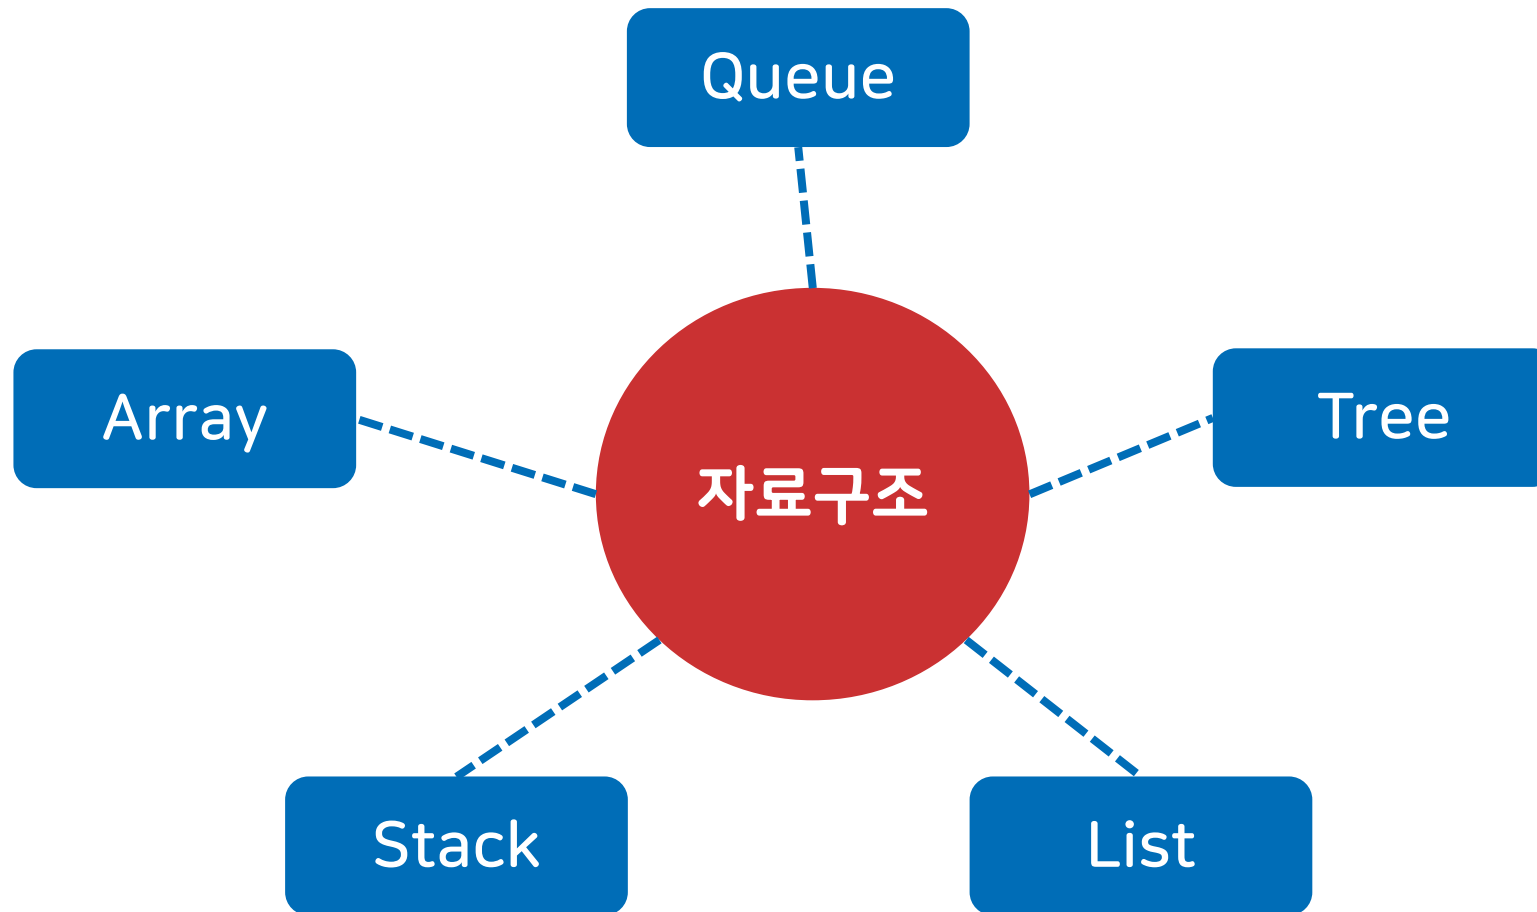 Queue
Array
Tree
자료구조
Stack
List